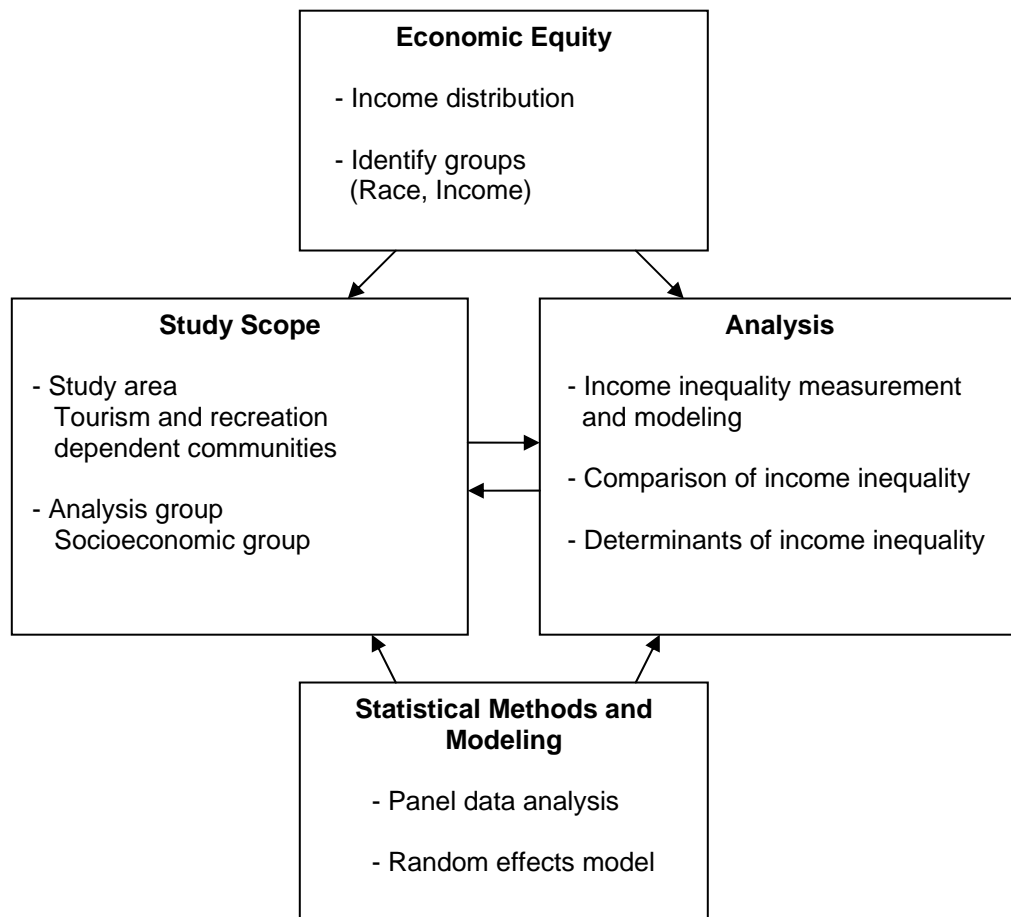 Economic Equity
- Income distribution
- Identify groups
(Race, Income)
Study Scope
- Study area
Tourism and recreation
dependent communities
- Analysis group
Socioeconomic group
Analysis
- Income inequality measurement
and modeling
- Comparison of income inequality
- Determinants of income inequality
Statistical Methods and
Modeling
- Panel data analysis
- Random effects model